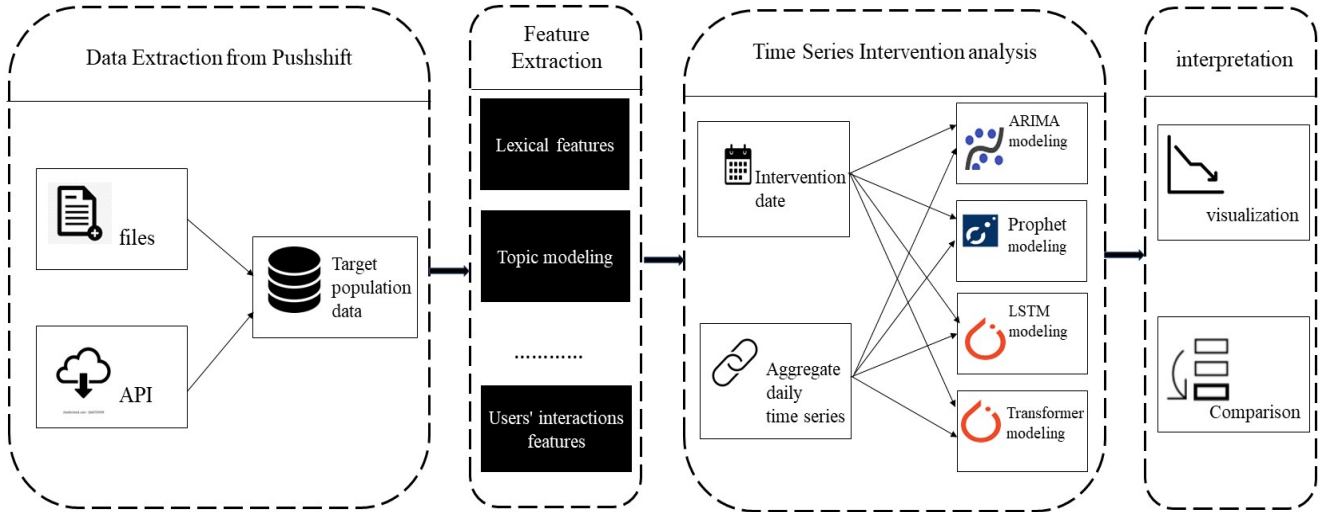 Data Extraction from Pushshift
files
API
Target
population
data
Feature
Extraction
Lexical features
Topic modeling
............
Users' interactions
features
Time Series Intervention analysis
Intervention
date
Aggregate
daily
time series
ARIMA
modeling
Prophet
modeling
LSTM
modeling
Transformer
modeling
interpretation
visualization
Comparison